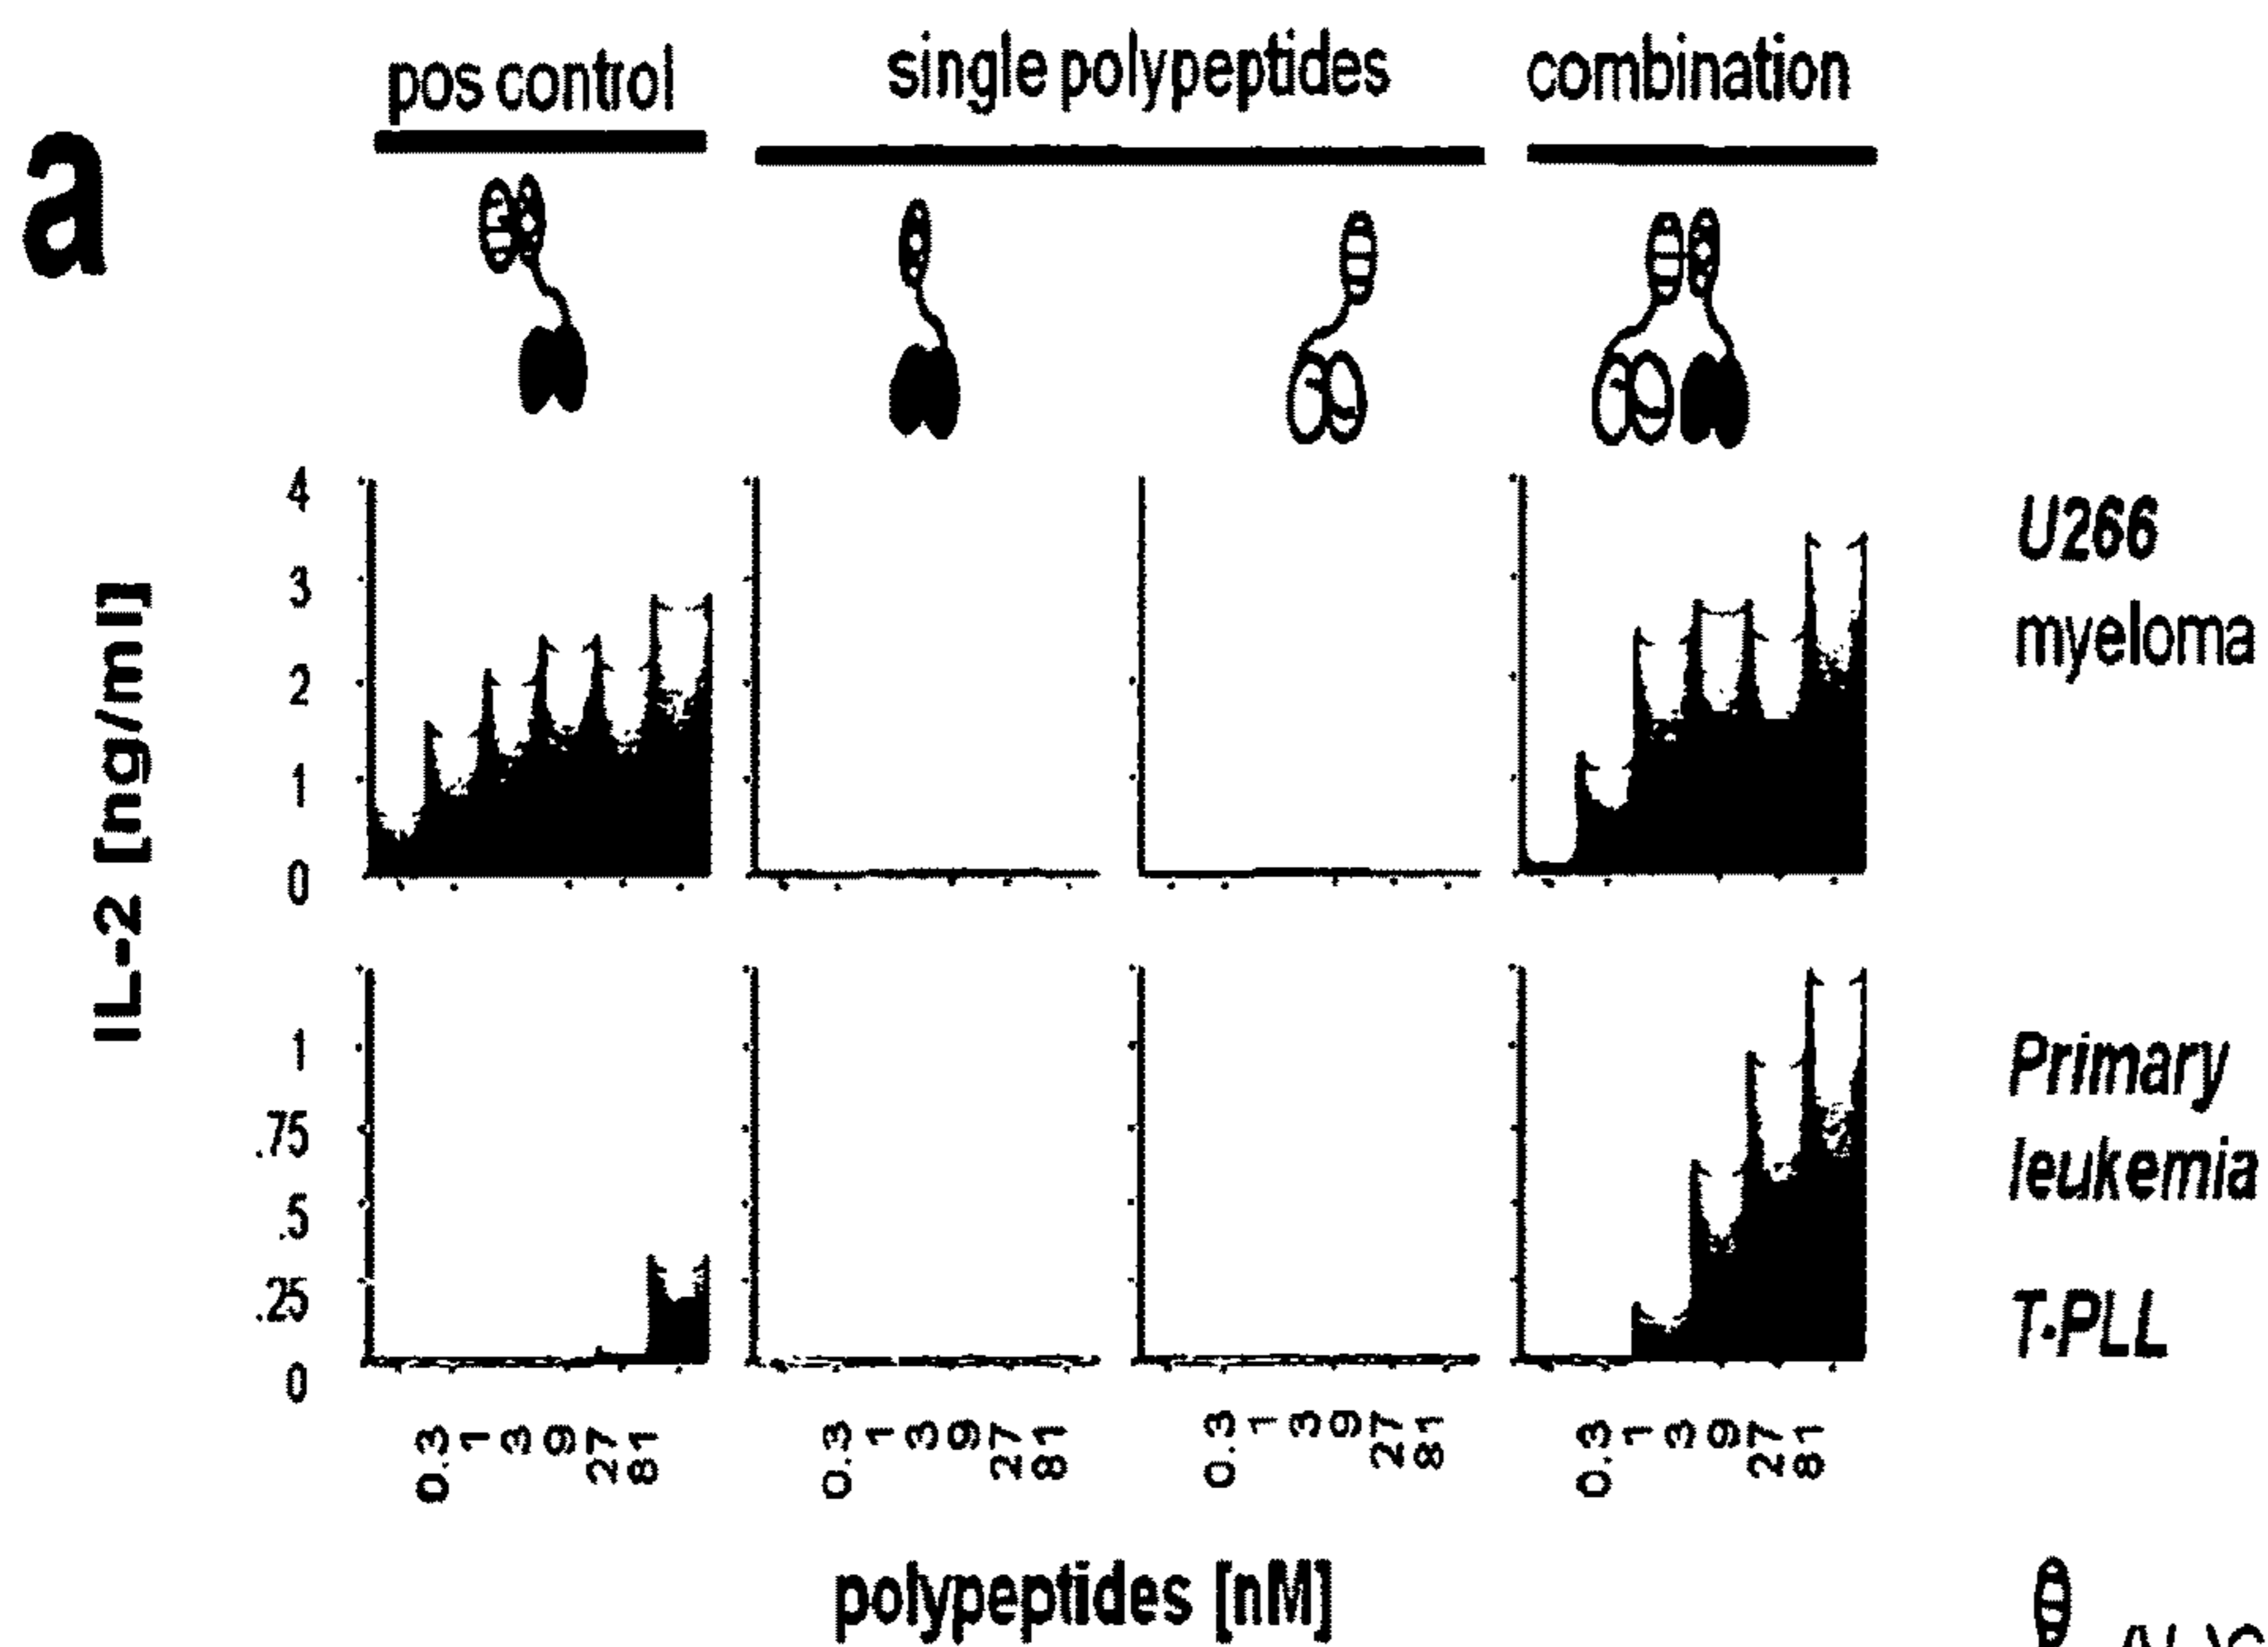 a
pos control
single polypeptides
combination
IL-2 [ng/ml]
4
3
2
1
0
U266
myeloma
1
.75
.5
.25
0
Primary
leukemia
T-PLL
0.3 1 3 9 27 81
0.3 1 3 9 27 81
0.3 1 3 9 27 81
0.3 1 3 9 27 81
polypeptides [nM]